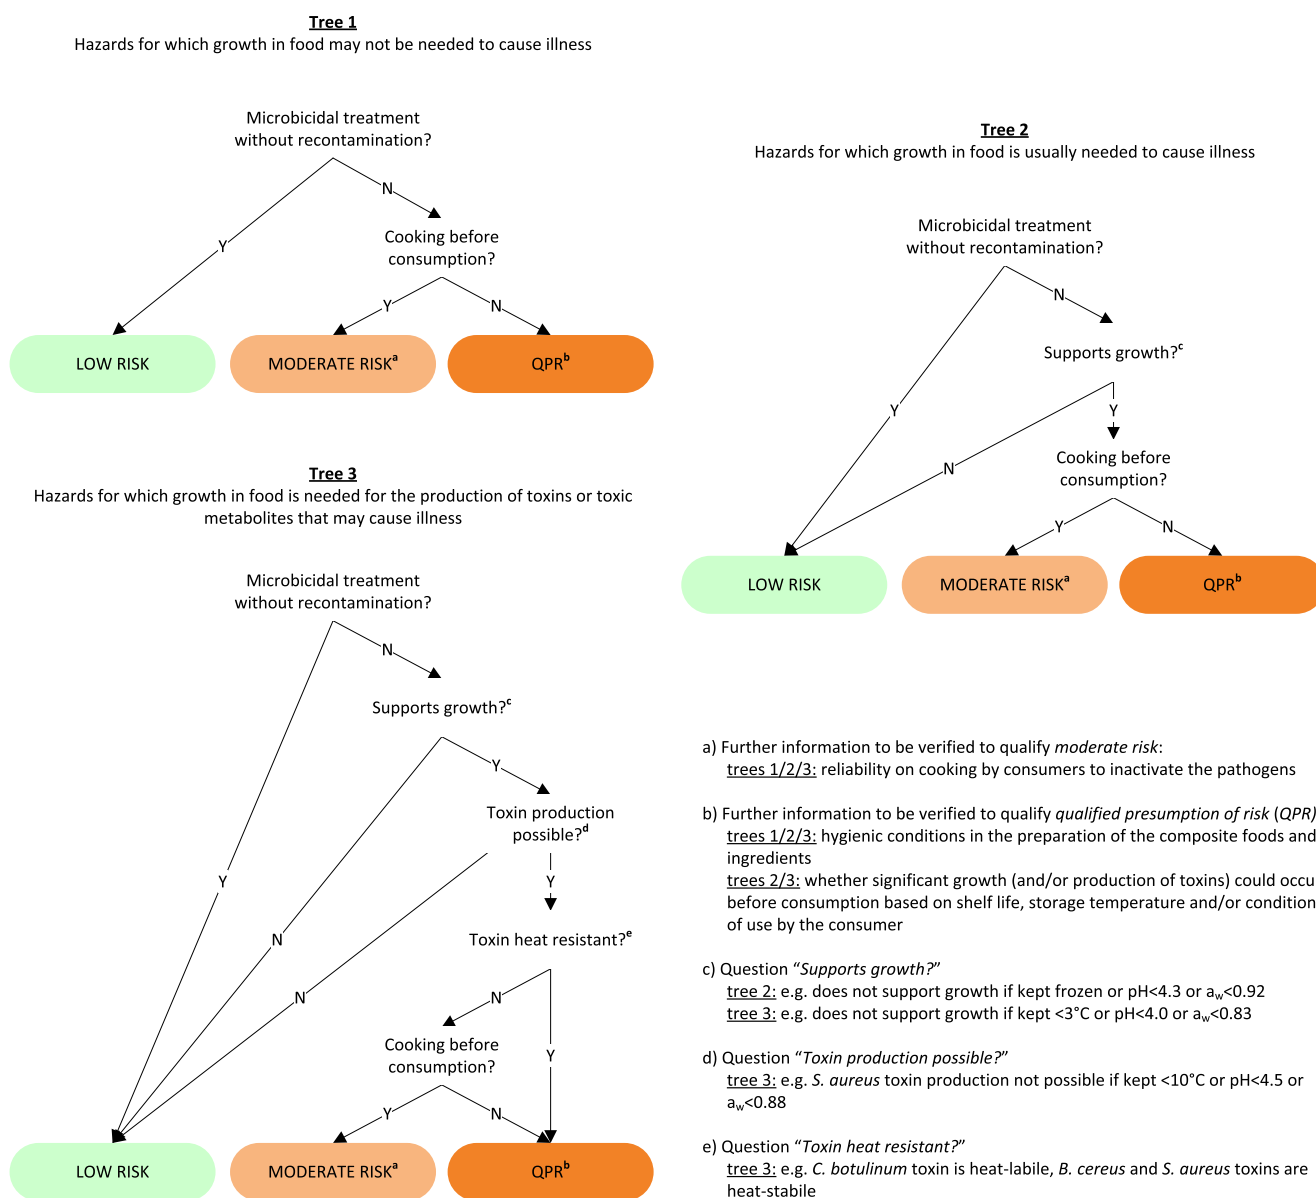 Tree 1
Hazards for which growth in food may not be needed to cause illness
Microbicidal treatment
without recontamination?
N
Y
Cooking before
consumption?
Y
N
LOW RISK
MODERATE RISKa
QPRb
Tree 2
Hazards for which growth in food is usually needed to cause illness
Microbicidal treatment
without recontamination?
N
Supports growth?c
Y
Y
N
Cooking before
consumption?
Y
N
LOW RISK
MODERATE RISKa
QPRb
Tree 3
Hazards for which growth in food is needed for the production of toxins or toxic
metabolites that may cause illness
Microbicidal treatment
without recontamination?
N
Supports growth?c
Y
Toxin production
possible?d
Y
Y
N
Toxin heat resistant?e
N
N
Cooking before
consumption?
Y
Y
N
LOW RISK
MODERATE RISKa
QPRb
a) Further information to be verified to qualify moderate risk:
trees 1/2/3: reliability on cooking by consumers to inactivate the pathogens
b) Further information to be verified to qualify qualified presumption of risk (QPR)
trees 1/2/3: hygienic conditions in the preparation of the composite foods and
ingredients
trees 2/3: whether significant growth (and/or production of toxins) could occu
before consumption based on shelf life, storage temperature and/or condition
of use by the consumer
c) Question “Supports growth?”
tree 2: e.g. does not support growth if kept frozen or pH<4.3 or aw<0.92
tree 3: e.g. does not support growth if kept <3°C or pH<4.0 or aw<0.83
d) Question “Toxin production possible?”
tree 3: e.g. S. aureus toxin production not possible if kept <10°C or pH<4.5 or
aw<0.88
e) Question “Toxin heat resistant?”
tree 3: e.g. C. botulinum toxin is heat-labile, B. cereus and S. aureus toxins are
heat-stabile